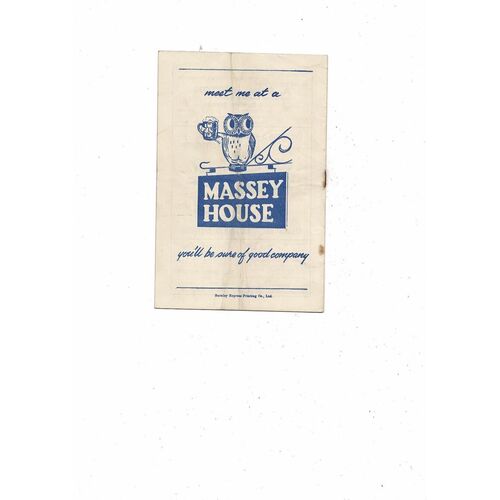 meet me at a
MASSEY
HOUSE
you'll be sure of good company
Burnley Express Printing Co., Ltd.